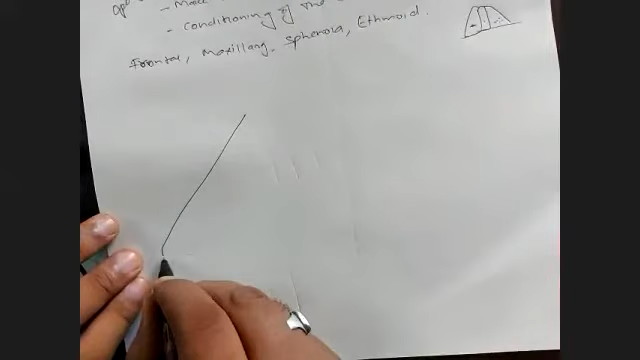 - Conditioning of the
Frontal, Maxillary, Sphenoid, Ethmoid.